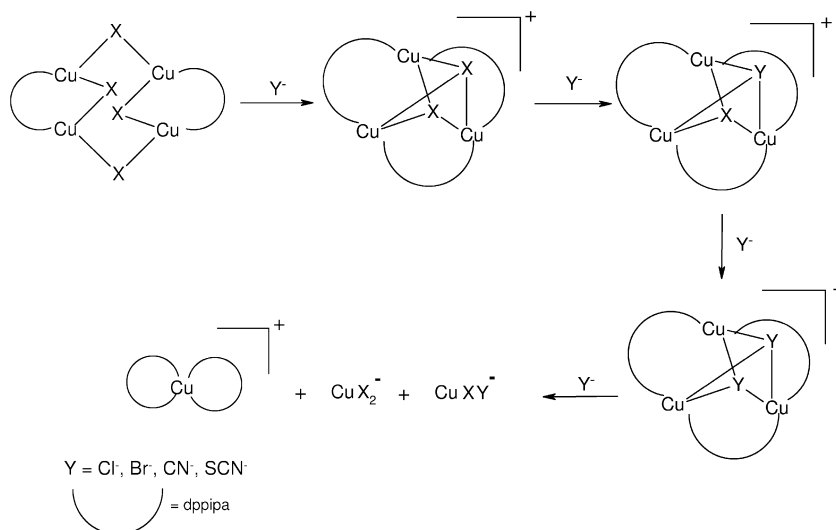 X
Cu Cu
X
X
Cu Cu
X
Y⁻
+
Cu
X
X
Cu
Cu
Y⁻
+
Cu
Y
X
Cu
Cu
Y⁻
+
Cu
Y
Y
Cu
Cu
Y⁻
+
Cu
+ CuX₂⁻ + CuXY⁻
Y = Cl⁻, Br⁻, CN⁻, SCN⁻
= dppipa